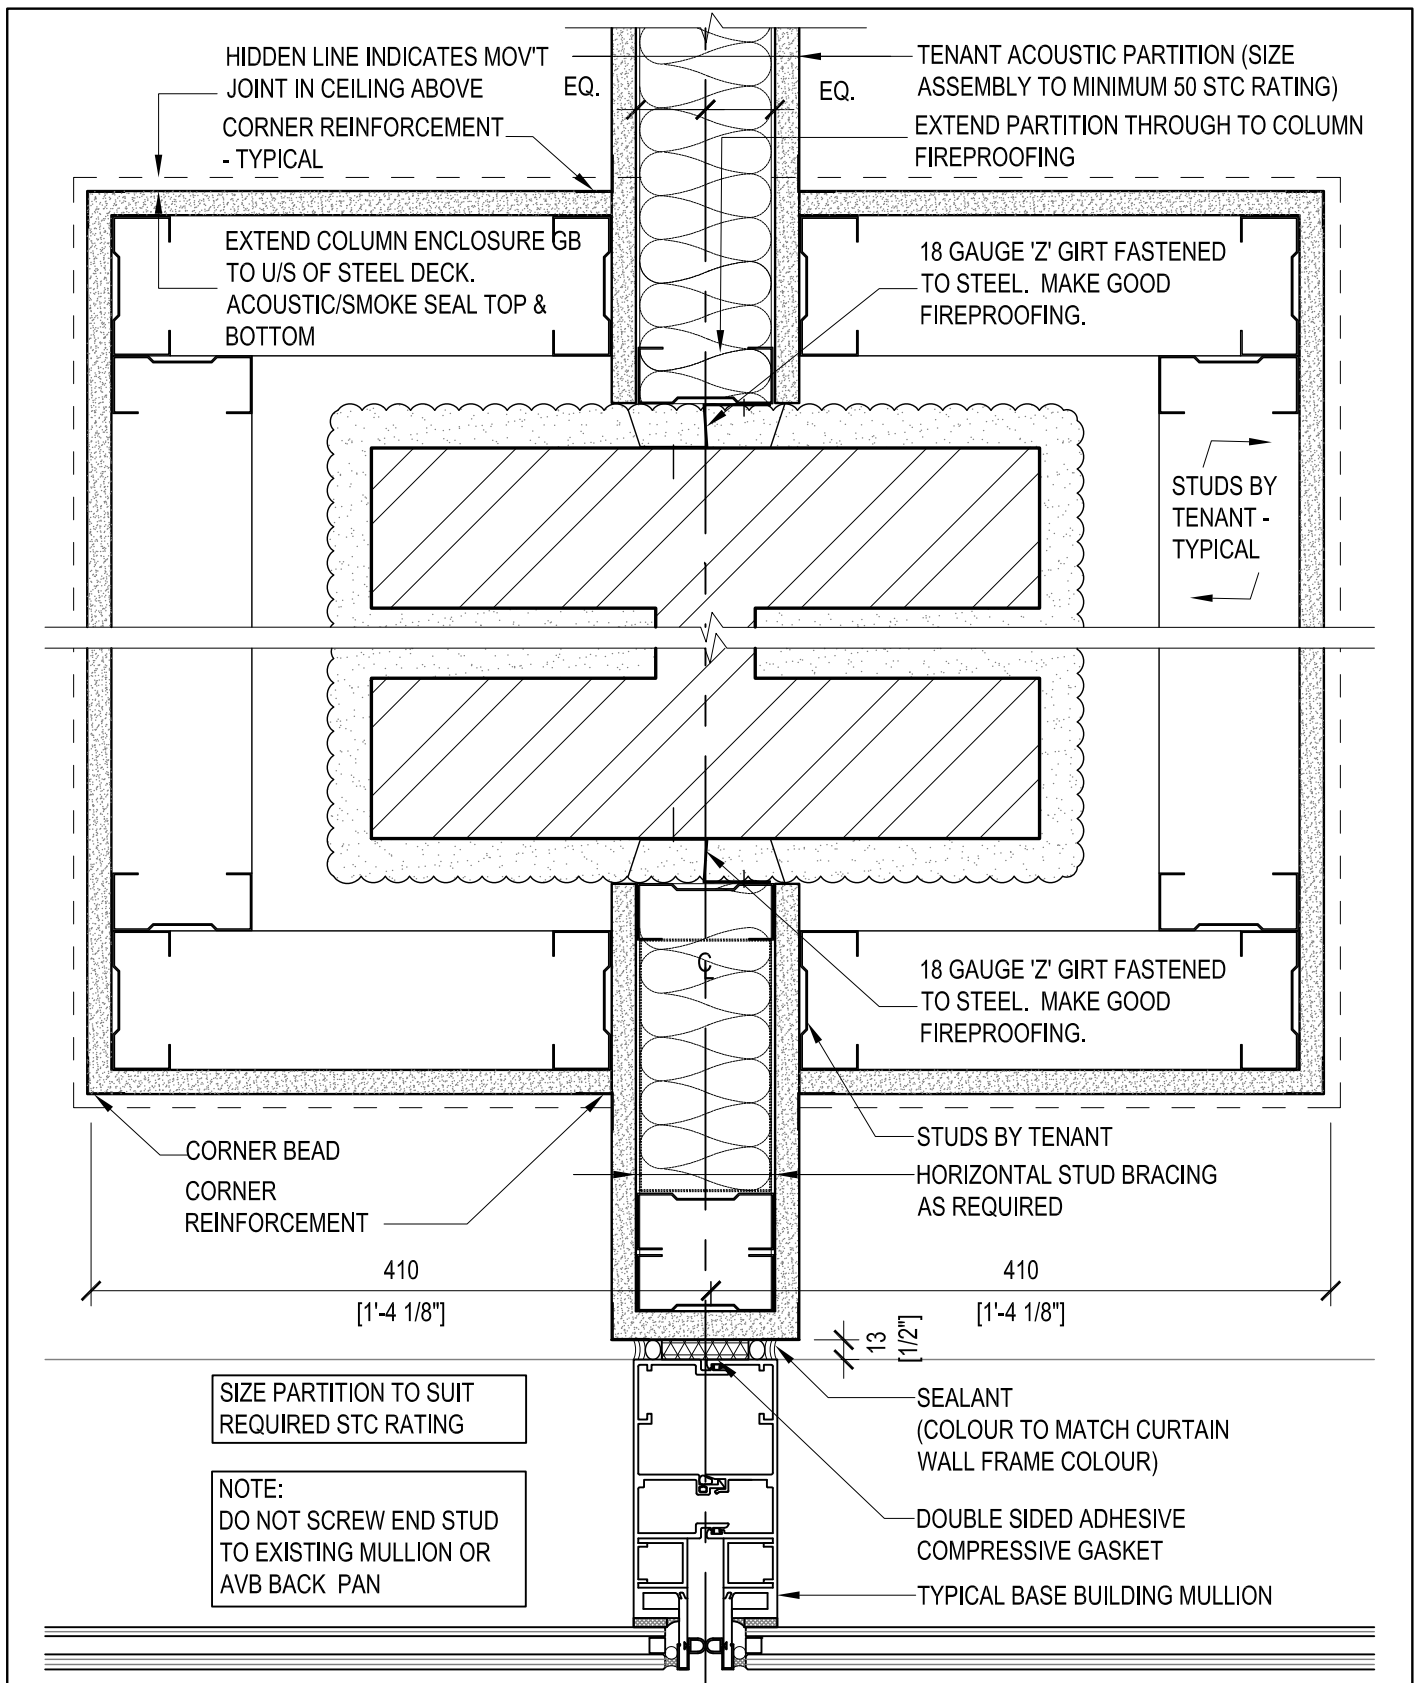 HIDDEN LINE INDICATES MOV'T
JOINT IN CEILING ABOVE
CORNER REINFORCEMENT
- TYPICAL
EQ.
EQ.
TENANT ACOUSTIC PARTITION (SIZE
ASSEMBLY TO MINIMUM 50 STC RATING)
EXTEND PARTITION THROUGH TO COLUMN
FIREPROOFING
EXTEND COLUMN ENCLOSURE GB
TO U/S OF STEEL DECK.
ACOUSTIC/SMOKE SEAL TOP &
BOTTOM
18 GAUGE 'Z' GIRT FASTENED
TO STEEL. MAKE GOOD
FIREPROOFING.
STUDS BY
TENANT -
TYPICAL
℄
18 GAUGE 'Z' GIRT FASTENED
TO STEEL. MAKE GOOD
FIREPROOFING.
CORNER BEAD
CORNER
REINFORCEMENT
STUDS BY TENANT
HORIZONTAL STUD BRACING
AS REQUIRED
410
[1'-4 1/8"]
410
[1'-4 1/8"]
13
[1/2"]
SIZE PARTITION TO SUIT
REQUIRED STC RATING
SEALANT
(COLOUR TO MATCH CURTAIN
WALL FRAME COLOUR)
NOTE:
DO NOT SCREW END STUD
TO EXISTING MULLION OR
AVB BACK PAN
DOUBLE SIDED ADHESIVE
COMPRESSIVE GASKET
TYPICAL BASE BUILDING MULLION